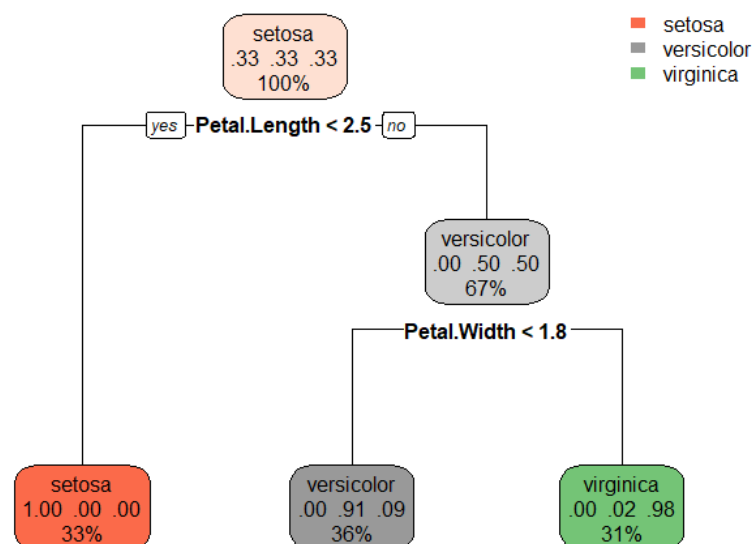 setosa
.33 .33 .33
100%
setosa
versicolor
virginica
yes Petal.Length < 2.5 no
versicolor
.00 .50 .50
67%
Petal.Width < 1.8
setosa
1.00 .00 .00
33%
versicolor
.00 .91 .09
36%
virginica
.00 .02 .98
31%